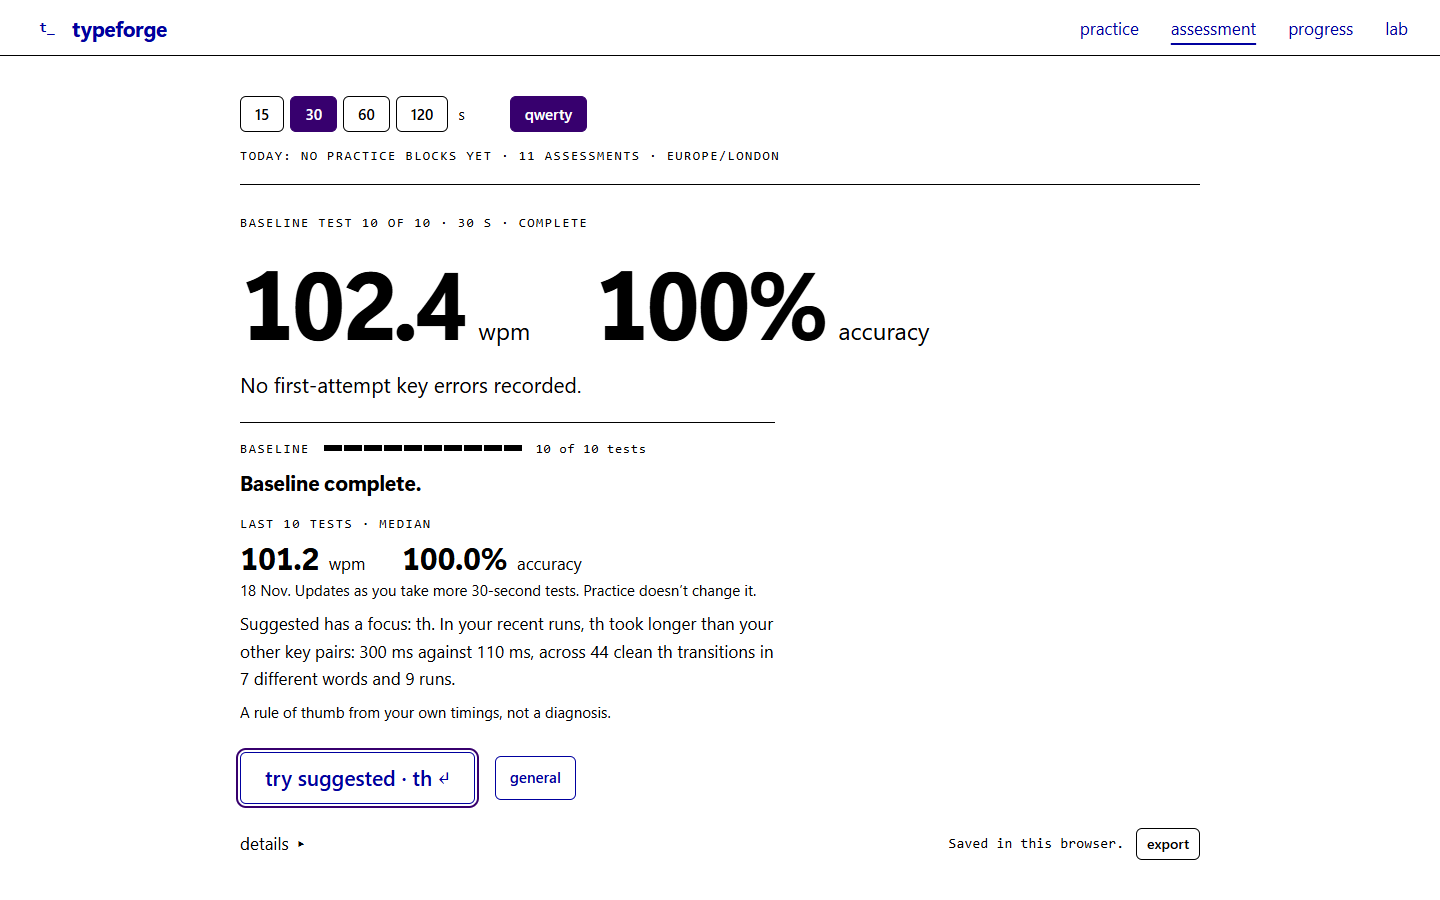 t_ typeforge practice assessment progress lab
15 30 60 120 s qwerty
TODAY: NO PRACTICE BLOCKS YET · 11 ASSESSMENTS · EUROPE/LONDON
BASELINE TEST 10 OF 10 · 30 S · COMPLETE
102.4 wpm 100% accuracy
No first-attempt key errors recorded.
BASELINE 10 of 10 tests
Baseline complete.
LAST 10 TESTS · MEDIAN
101.2 wpm 100.0% accuracy
18 Nov. Updates as you take more 30-second tests. Practice doesn’t change it.
Suggested has a focus: th. In your recent runs, th took longer than your
other key pairs: 300 ms against 110 ms, across 44 clean th transitions in
7 different words and 9 runs.
A rule of thumb from your own timings, not a diagnosis.
try suggested · th ↵ general
details ▸ Saved in this browser. export